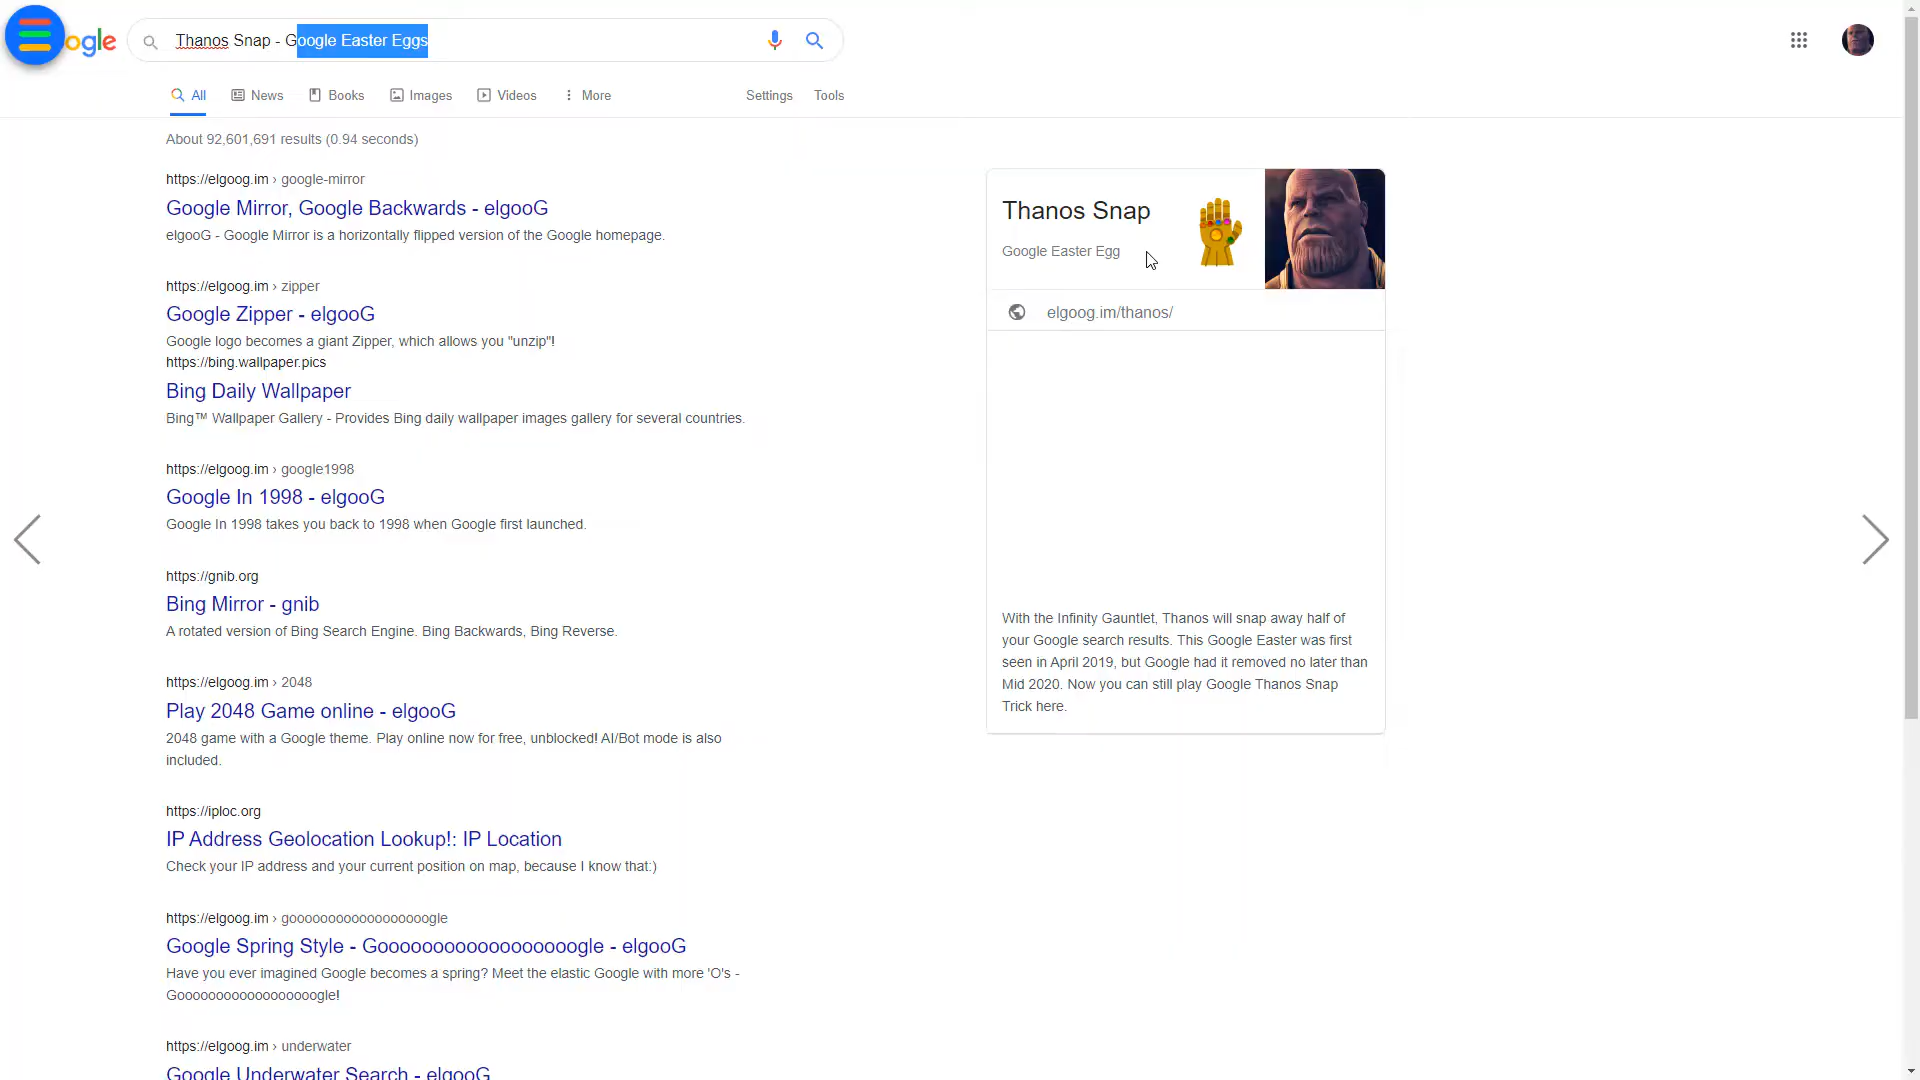 ogle
Thanos Snap - Google Easter Eggs
All News Books Images Videos More Settings Tools
About 92,601,691 results (0.94 seconds)
https://elgoog.im › google-mirror
Google Mirror, Google Backwards - elgooG
elgooG - Google Mirror is a horizontally flipped version of the Google homepage.
https://elgoog.im › zipper
Google Zipper - elgooG
Google logo becomes a giant Zipper, which allows you "unzip"!
https://bing.wallpaper.pics
Bing Daily Wallpaper
Bing™ Wallpaper Gallery - Provides Bing daily wallpaper images gallery for several countries.
https://elgoog.im › google1998
Google In 1998 - elgooG
Google In 1998 takes you back to 1998 when Google first launched.
https://gnib.org
Bing Mirror - gnib
A rotated version of Bing Search Engine. Bing Backwards, Bing Reverse.
https://elgoog.im › 2048
Play 2048 Game online - elgooG
2048 game with a Google theme. Play online now for free, unblocked! AI/Bot mode is also
included.
https://iploc.org
IP Address Geolocation Lookup!: IP Location
Check your IP address and your current position on map, because I know that:)
https://elgoog.im › goooooooooooooooooogle
Google Spring Style - Goooooooooooooooooogle - elgooG
Have you ever imagined Google becomes a spring? Meet the elastic Google with more 'O's -
Goooooooooooooooooogle!
https://elgoog.im › underwater
Google Underwater Search - elgooG
Thanos Snap
Google Easter Egg
elgoog.im/thanos/
With the Infinity Gauntlet, Thanos will snap away half of
your Google search results. This Google Easter was first
seen in April 2019, but Google had it removed no later than
Mid 2020. Now you can still play Google Thanos Snap
Trick here.